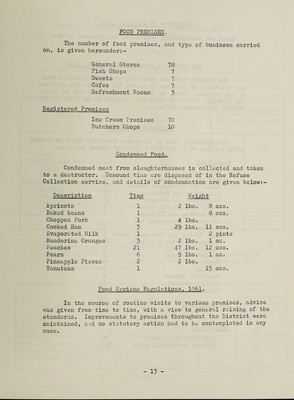 FOOD PREMISES.
The number of food premises, and type of business carried
on, is given hereunder:-
General Stores 78
Fish Shops 7
Sweets 7
Cafes 7
Refreshment Rooms 3
Registered Premises
Ice Cream Premises 70
Butchers Shops 10
Condemned Food.
Condemned meat from slaughterhouses is collected and taken
to a destructor. Unsound tins are disposed of in the Refuse
Collection service, and details of condemnation are given below:-
Description Tins Weight
Apricots 1 2 lbs. 8 ozs.
Baked beans 1 8 ozs.
Chopped Pork 1 4 lbs.
Cooked Ham 3 29 lbs. 11 ozs.
Evaporated Milk 1 2 pints
Mandarine Oranges 3 2 lbs. 1 oz.
Peaches 21 47 lbs. 12 ozs.
Pears 6 9 lbs. 1 oz.
Pineapple Pieces 2 2 lbs.
Tomatoes 1 15 ozs.
Food Hygiene Regulations, 1961.
In the course of routine visits to various premises, advice
was given from time to time, with a view to general raising of the
standards. Improvements to premises throughout the District were
maintained, and no statutory action had to be contemplated in any
case.
- 13 -